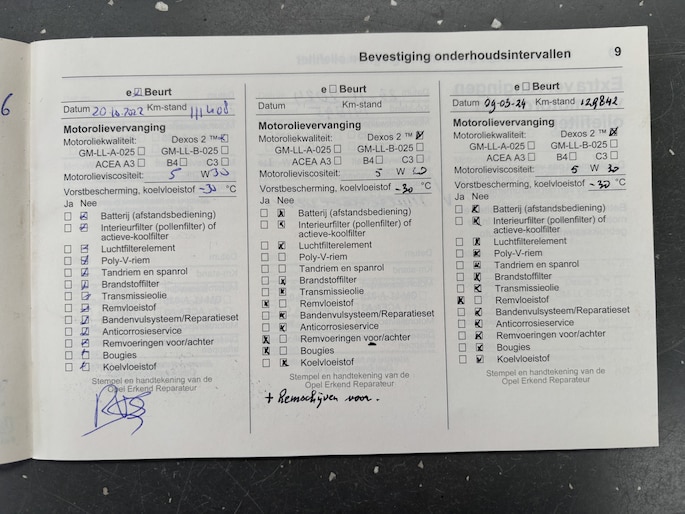 Bevestiging onderhoudsintervallen 9
6
e ☑ Beurt
Datum 20 Km-stand 111408
Motorolievervanging
Motoroliekwaliteit: Dexos 2 ™ ☒
GM-LL-A-025 ☐ GM-LL-B-025 ☐
ACEA A3 ☐ B4 ☐ C3 ☐
Motorolieviscositeit: 5 W 30
Vorstbescherming, koelvloeistof -30 °C
Ja Nee
☐ ☒ Batterij (afstandsbediening)
☐ ☒ Interieurfilter (pollenfilter) of
actieve-koolfilter
☐ ☒ Luchtfilterelement
☐ ☒ Poly-V-riem
☐ ☒ Tandriem en spanrol
☐ ☒ Brandstoffilter
☐ ☒ Transmissieolie
☐ ☒ Remvloeistof
☐ ☒ Bandenvulsysteem/Reparatieset
☐ ☒ Anticorrosieservice
☐ ☒ Remvoeringen voor/achter
☐ ☒ Bougies
☐ ☒ Koelvloeistof
Stempel en handtekening van de
Opel Erkend Reparateur
e ☐ Beurt
Datum Km-stand
Motorolievervanging
Motoroliekwaliteit: Dexos 2 ™ ☒
GM-LL-A-025 ☐ GM-LL-B-025 ☐
ACEA A3 ☐ B4 ☐ C3 ☐
Motorolieviscositeit: 5 W
Vorstbescherming, koelvloeistof -30 °C
Ja Nee
☐ ☒ Batterij (afstandsbediening)
☐ ☒ Interieurfilter (pollenfilter) of
actieve-koolfilter
☐ ☒ Luchtfilterelement
☐ ☐ Poly-V-riem
☐ ☐ Tandriem en spanrol
☐ ☒ Brandstoffilter
☐ ☒ Transmissieolie
☒ ☐ Remvloeistof
☐ ☒ Bandenvulsysteem/Reparatieset
☐ ☒ Anticorrosieservice
☒ ☐ Remvoeringen voor/achter
☒ ☐ Bougies
☐ ☒ Koelvloeistof
Stempel en handtekening van de
Opel Erkend Reparateur
+ Remschijven voor.
e ☐ Beurt
Datum 09-03-24 Km-stand 129842
Motorolievervanging
Motoroliekwaliteit: Dexos 2 ™ ☒
GM-LL-A-025 ☐ GM-LL-B-025 ☐
ACEA A3 ☐ B4 ☐ C3 ☐
Motorolieviscositeit: 5 W 30
Vorstbescherming, koelvloeistof -30 °C
Ja Nee
☐ ☒ Batterij (afstandsbediening)
☐ ☒ Interieurfilter (pollenfilter) of
actieve-koolfilter
☐ ☒ Luchtfilterelement
☐ ☒ Poly-V-riem
☐ ☒ Tandriem en spanrol
☐ ☒ Brandstoffilter
☐ ☒ Transmissieolie
☒ ☐ Remvloeistof
☐ ☒ Bandenvulsysteem/Reparatieset
☐ ☒ Anticorrosieservice
☐ ☒ Remvoeringen voor/achter
☐ ☒ Bougies
☐ ☒ Koelvloeistof
Stempel en handtekening van de
Opel Erkend Reparateur